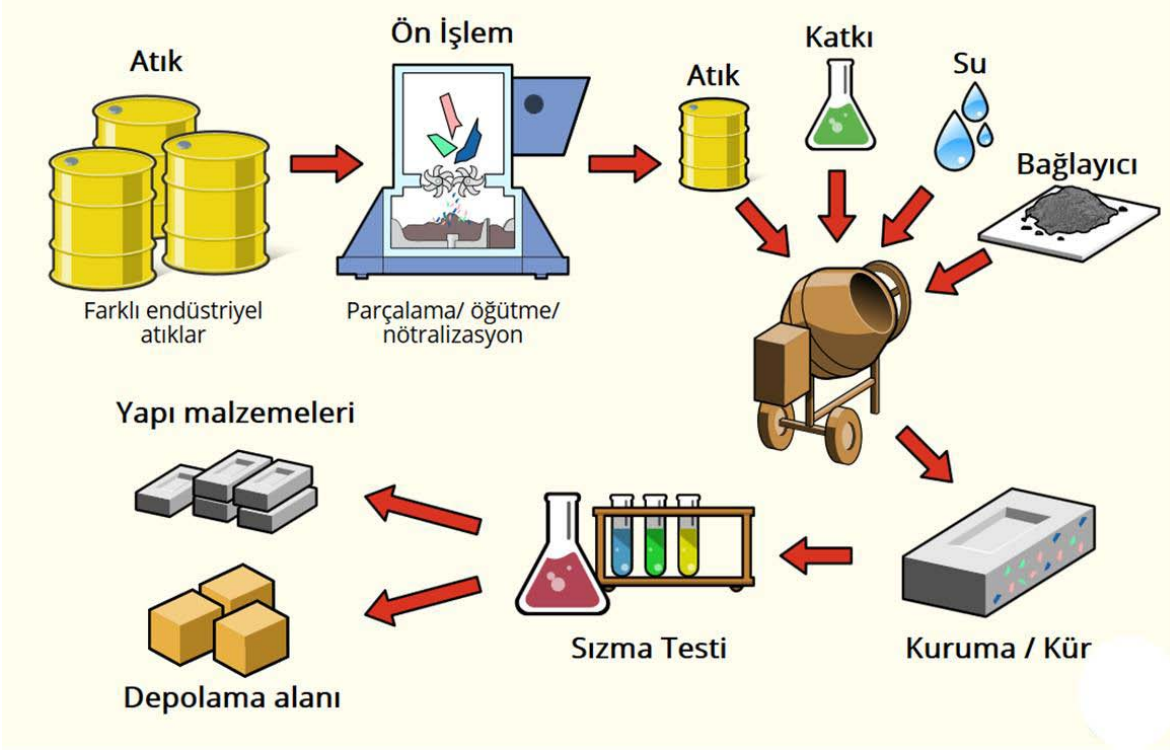 Atık
Farklı endüstriyel
atıklar
Ön İşlem
Parçalama/ öğütme/
nötralizasyon
Atık
Katkı
Su
Bağlayıcı
Kuruma / Kür
Sızma Testi
Yapı malzemeleri
Depolama alanı